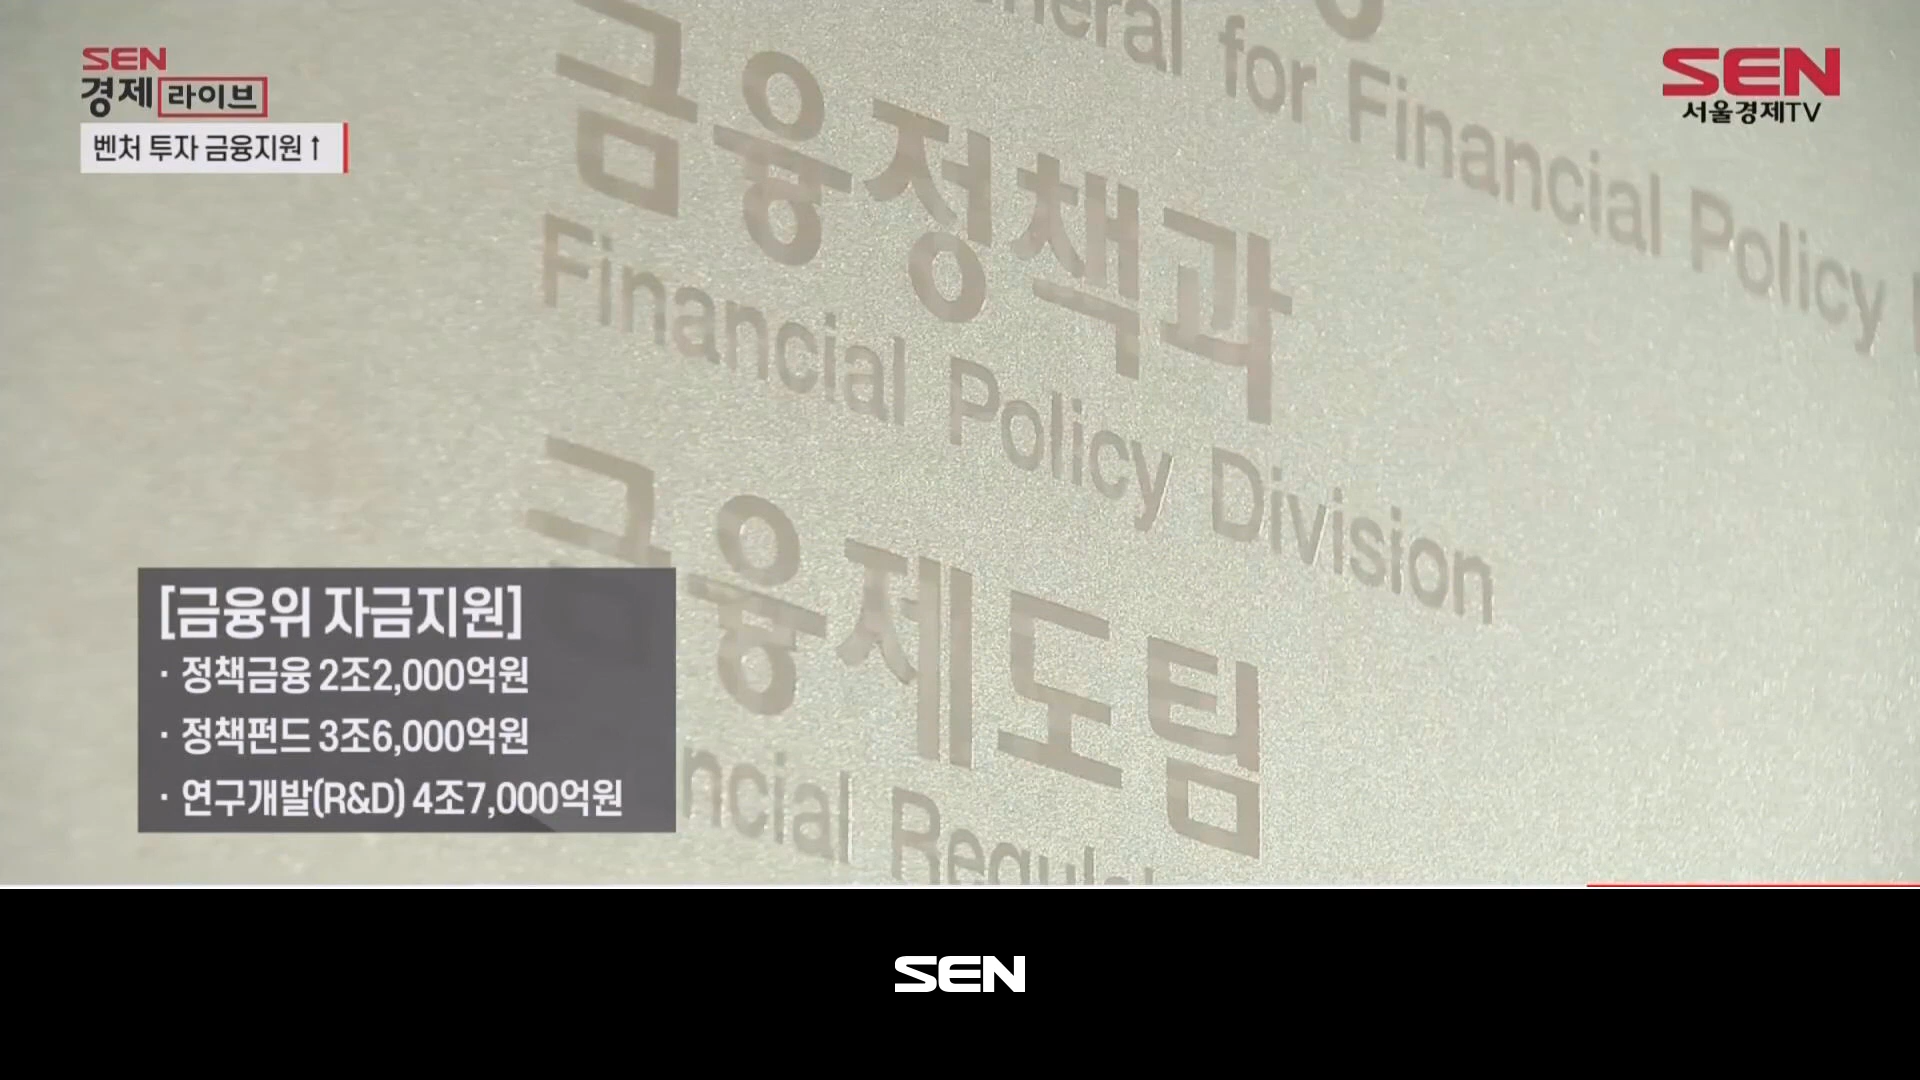 SEN
경제 라이브
벤처 투자 금융지원↑
SEN
서울경제TV
for Financial Policy
금융정책과
Financial Policy Division
금융제도팀
[금융위 자금지원]
· 정책금융 2조2,000억원
· 정책펀드 3조6,000억원
· 연구개발(R&D) 4조7,000억원
SEN